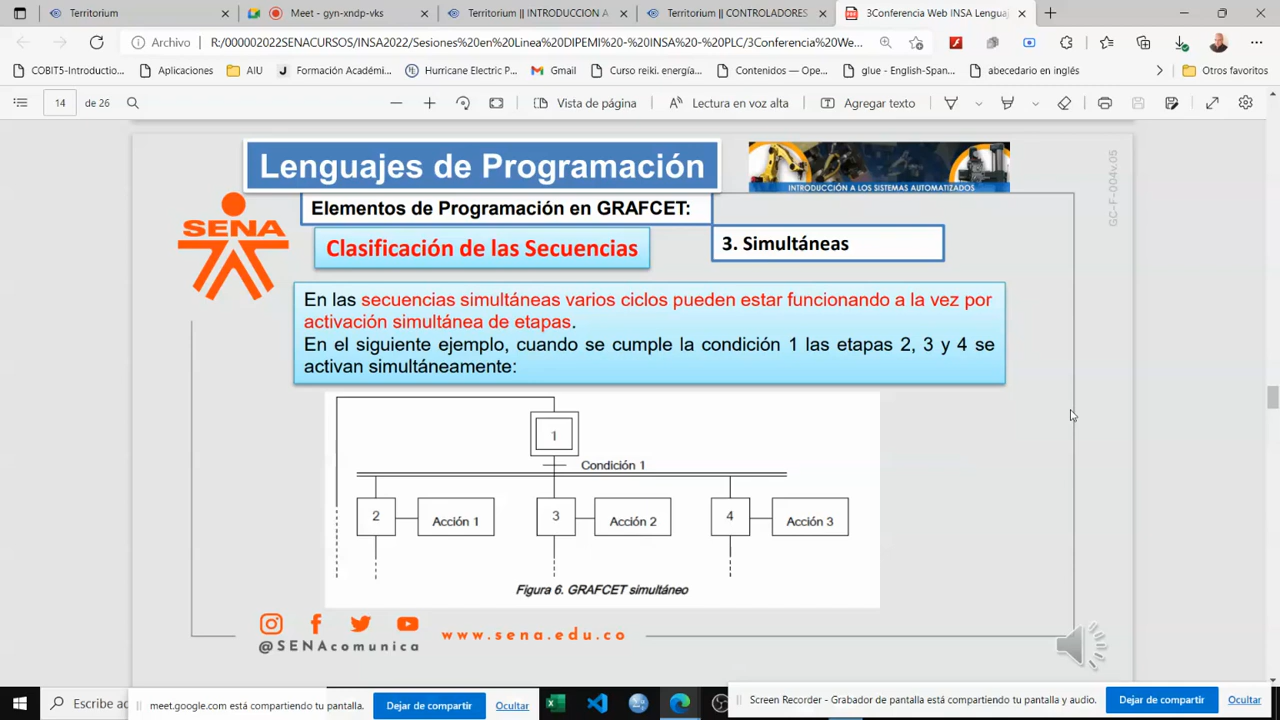 Territorium
Meet - gyn-xndp-vks
Territorium || INTRODUCCION A
Territorium || CONTROLADORES
3Conferencia Web INSA Lenguaj
Archivo
R:/000002022SENACURSOS/INSA2022/Sesiones%20en%20Linea%20DIPEMI%20-%20INSA%20-%20PLC/3Conferencia%20We...
COBIT5-Introductio...
Aplicaciones
AIU
Formación Académi...
Hurricane Electric P...
Gmail
Curso reiki. energía...
Contenidos — Ope...
glue - English-Span...
abecedario en inglés
Otros favoritos
14
de 26
Vista de página
Lectura en voz alta
Agregar texto
Lenguajes de Programación
INTRODUCCIÓN A LOS SISTEMAS AUTOMATIZADOS
GC-F-004v.05
Elementos de Programación en GRAFCET:
SENA
Clasificación de las Secuencias
3. Simultáneas
En las secuencias simultáneas varios ciclos pueden estar funcionando a la vez por
activación simultánea de etapas.
En el siguiente ejemplo, cuando se cumple la condición 1 las etapas 2, 3 y 4 se
activan simultáneamente:
1
Condición 1
2
Acción 1
3
Acción 2
4
Acción 3
Figura 6. GRAFCET simultáneo
@SENAcomunica
www.sena.edu.co
Escribe aq
meet.google.com está compartiendo tu pantalla.
Dejar de compartir
Ocultar
Screen Recorder - Grabador de pantalla está compartiendo tu pantalla y audio.
Dejar de compartir
Ocultar